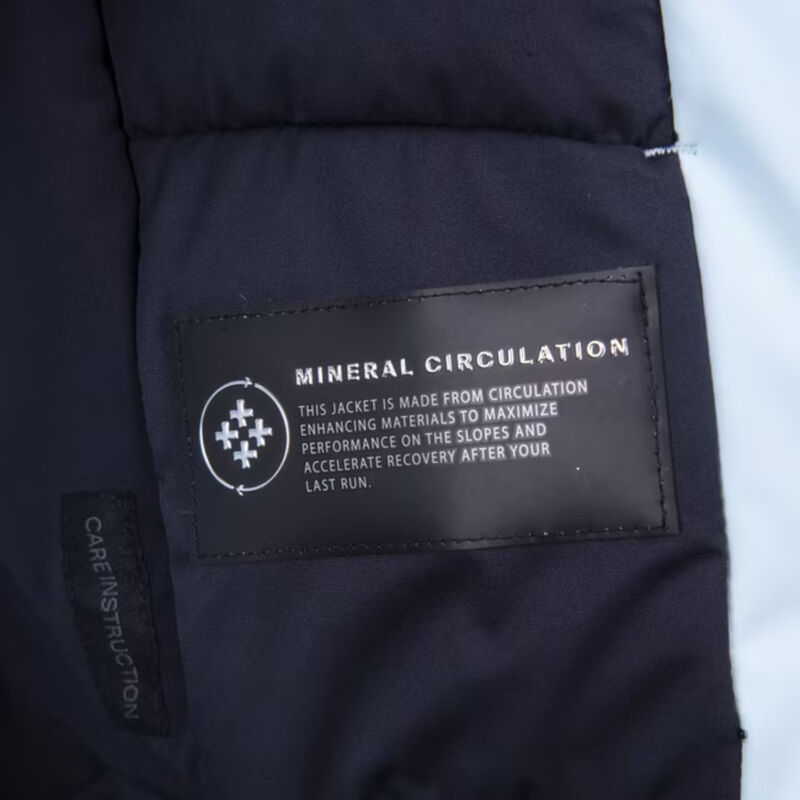 MINERAL CIRCULATION
THIS JACKET IS MADE FROM CIRCULATION
ENHANCING MATERIALS TO MAXIMIZE
PERFORMANCE ON THE SLOPES AND
ACCELERATE RECOVERY AFTER YOUR
LAST RUN.
CARE INSTRUCTION